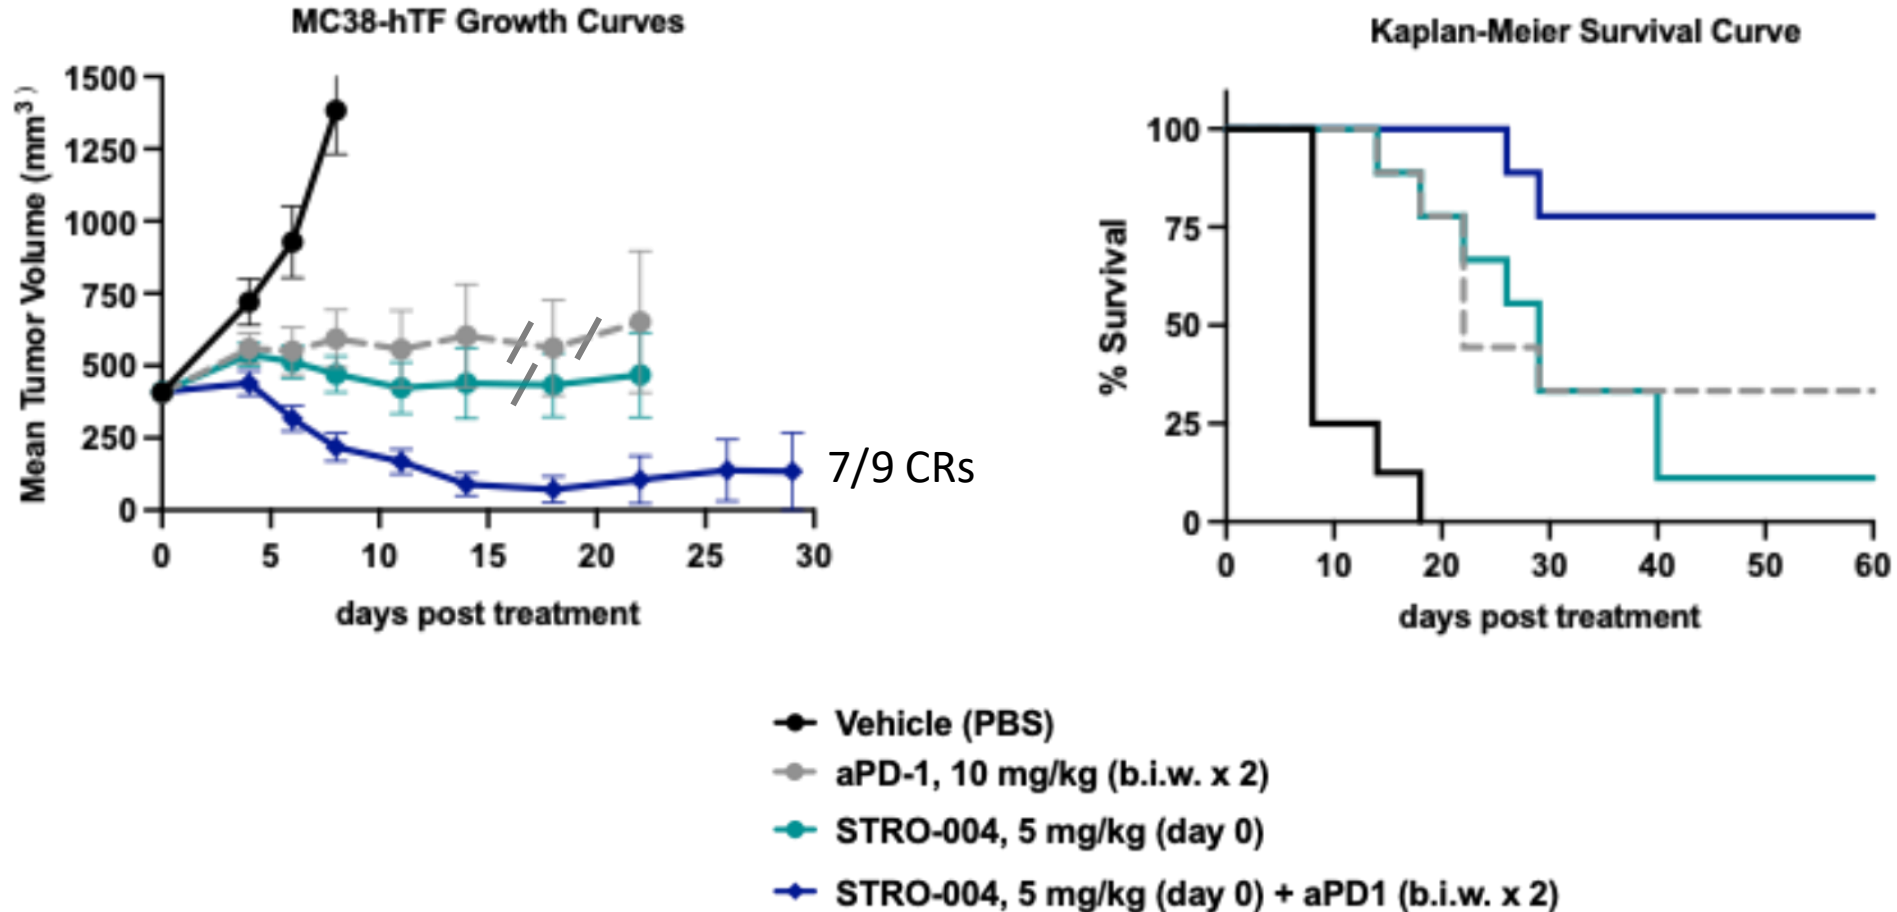 MC38-hTF Growth Curves
Mean Tumor Volume (mm³)
1500
1250
1000
750
500
250
0
0 5 10 15 20 25 30
days post treatment
7/9 CRs
Kaplan-Meier Survival Curve
% Survival
100
75
50
25
0
0 10 20 30 40 50 60
days post treatment
Vehicle (PBS)
aPD-1, 10 mg/kg (b.i.w. x 2)
STRO-004, 5 mg/kg (day 0)
STRO-004, 5 mg/kg (day 0) + aPD1 (b.i.w. x 2)